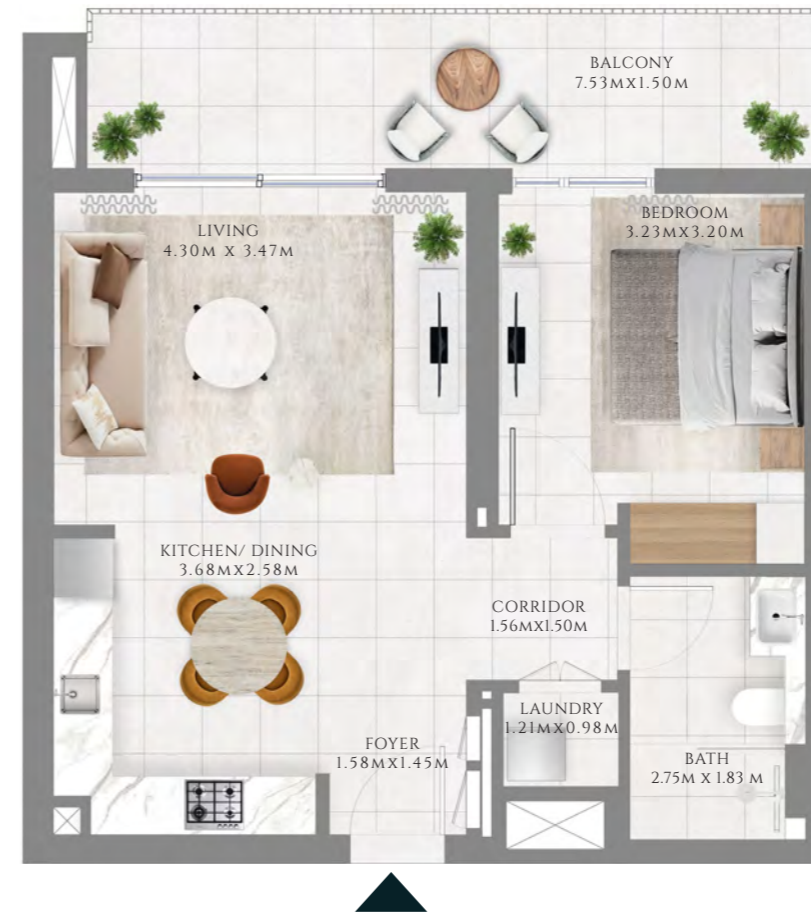 BALCONY
7.53MX1.50M
LIVING
4.30M X 3.47M
BEDROOM
3.23MX3.20M
KITCHEN/ DINING
3.68MX2.58M
CORRIDOR
1.56MX1.50M
LAUNDRY
1.21MX0.98M
FOYER
1.58MX1.45M
BATH
2.75M X 1.83 M